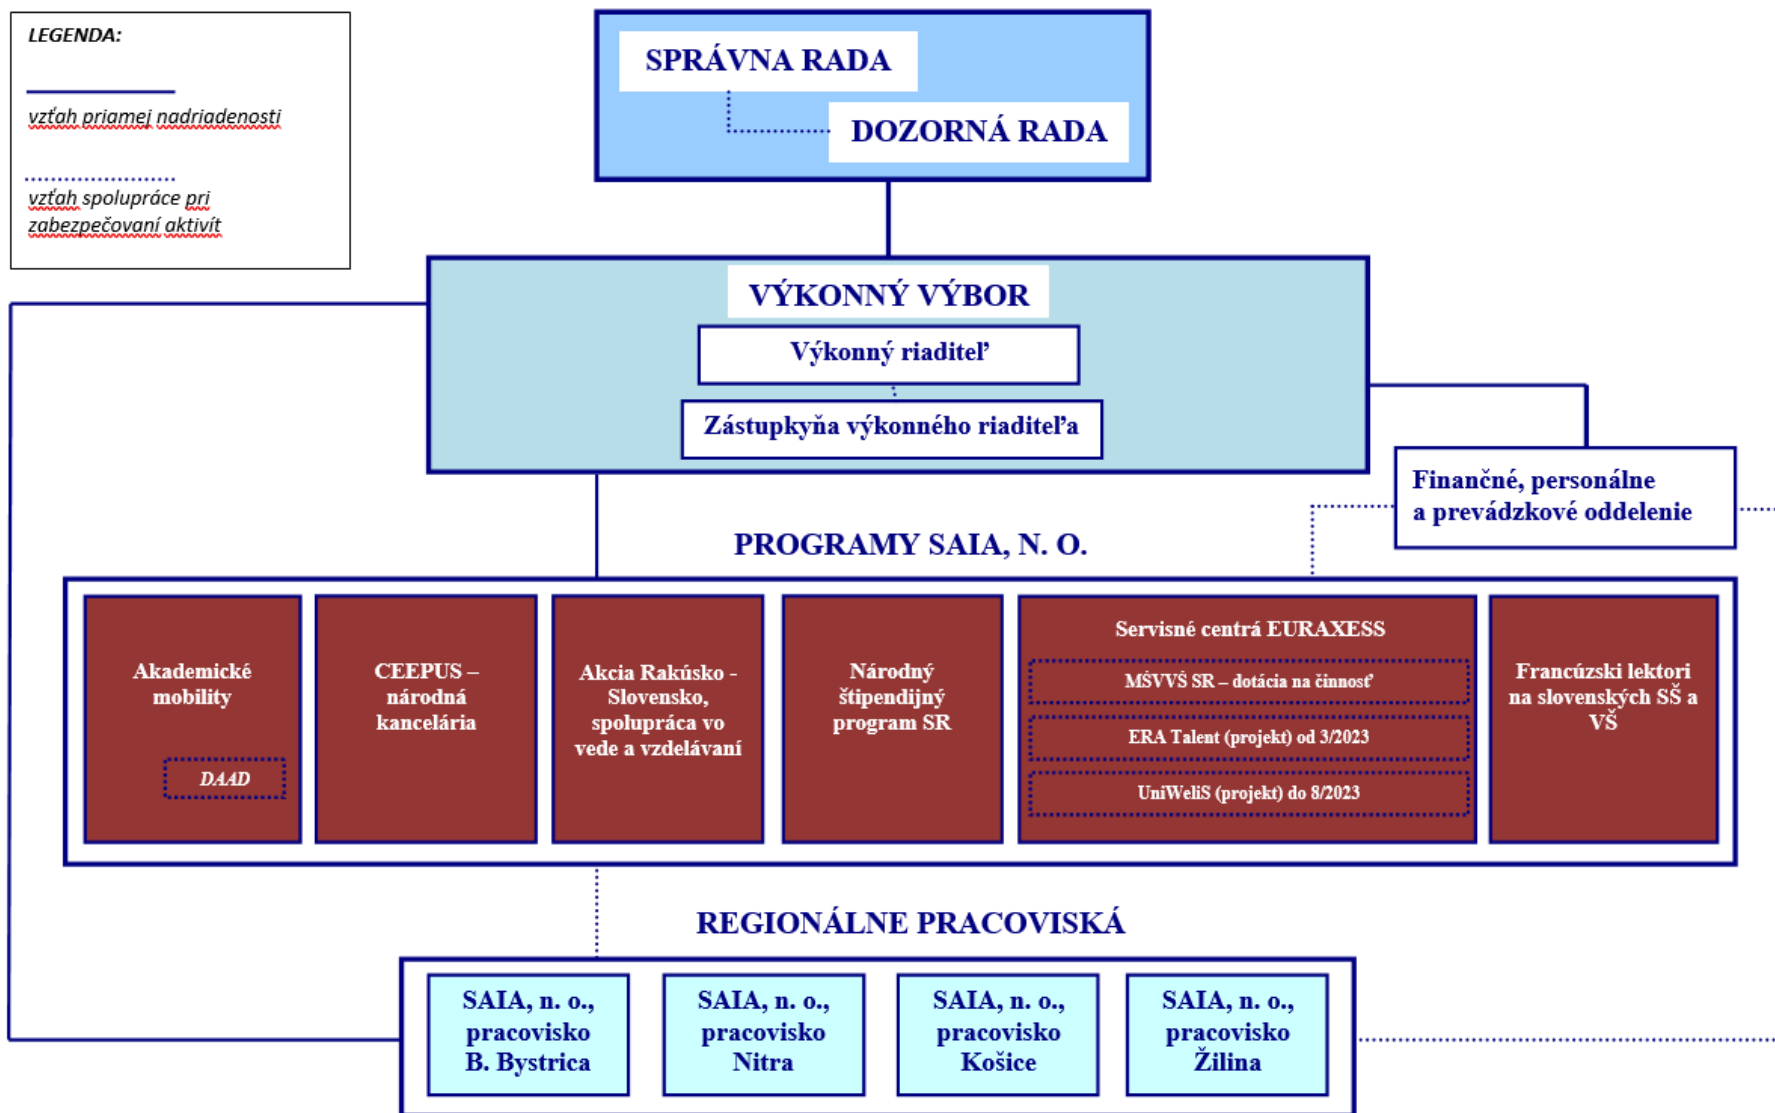 LEGENDA:
vzťah priamej nadriadenosti
vzťah spolupráce pri
zabezpečovaní aktivít
SPRÁVNA RADA
DOZORNÁ RADA
VÝKONNÝ VÝBOR
Výkonný riaditeľ
Zástupkyňa výkonného riaditeľa
Finančné, personálne
a prevádzkové oddelenie
PROGRAMY SAIA, N. O.
Akademické
mobility
DAAD
CEEPUS –
národná
kancelária
Akcia Rakúsko -
Slovensko,
spolupráca vo
vede a vzdelávaní
Národný
štipendijný
program SR
Servisné centrá EURAXESS
MŠVVŠ SR – dotácia na činnosť
ERA Talent (projekt) od 3/2023
UniWeliS (projekt) do 8/2023
Francúzski lektori
na slovenských SŠ a
VŠ
REGIONÁLNE PRACOVISKÁ
SAIA, n. o.,
pracovisko
B. Bystrica
SAIA, n. o.,
pracovisko
Nitra
SAIA, n. o.,
pracovisko
Košice
SAIA, n. o.,
pracovisko
Žilina